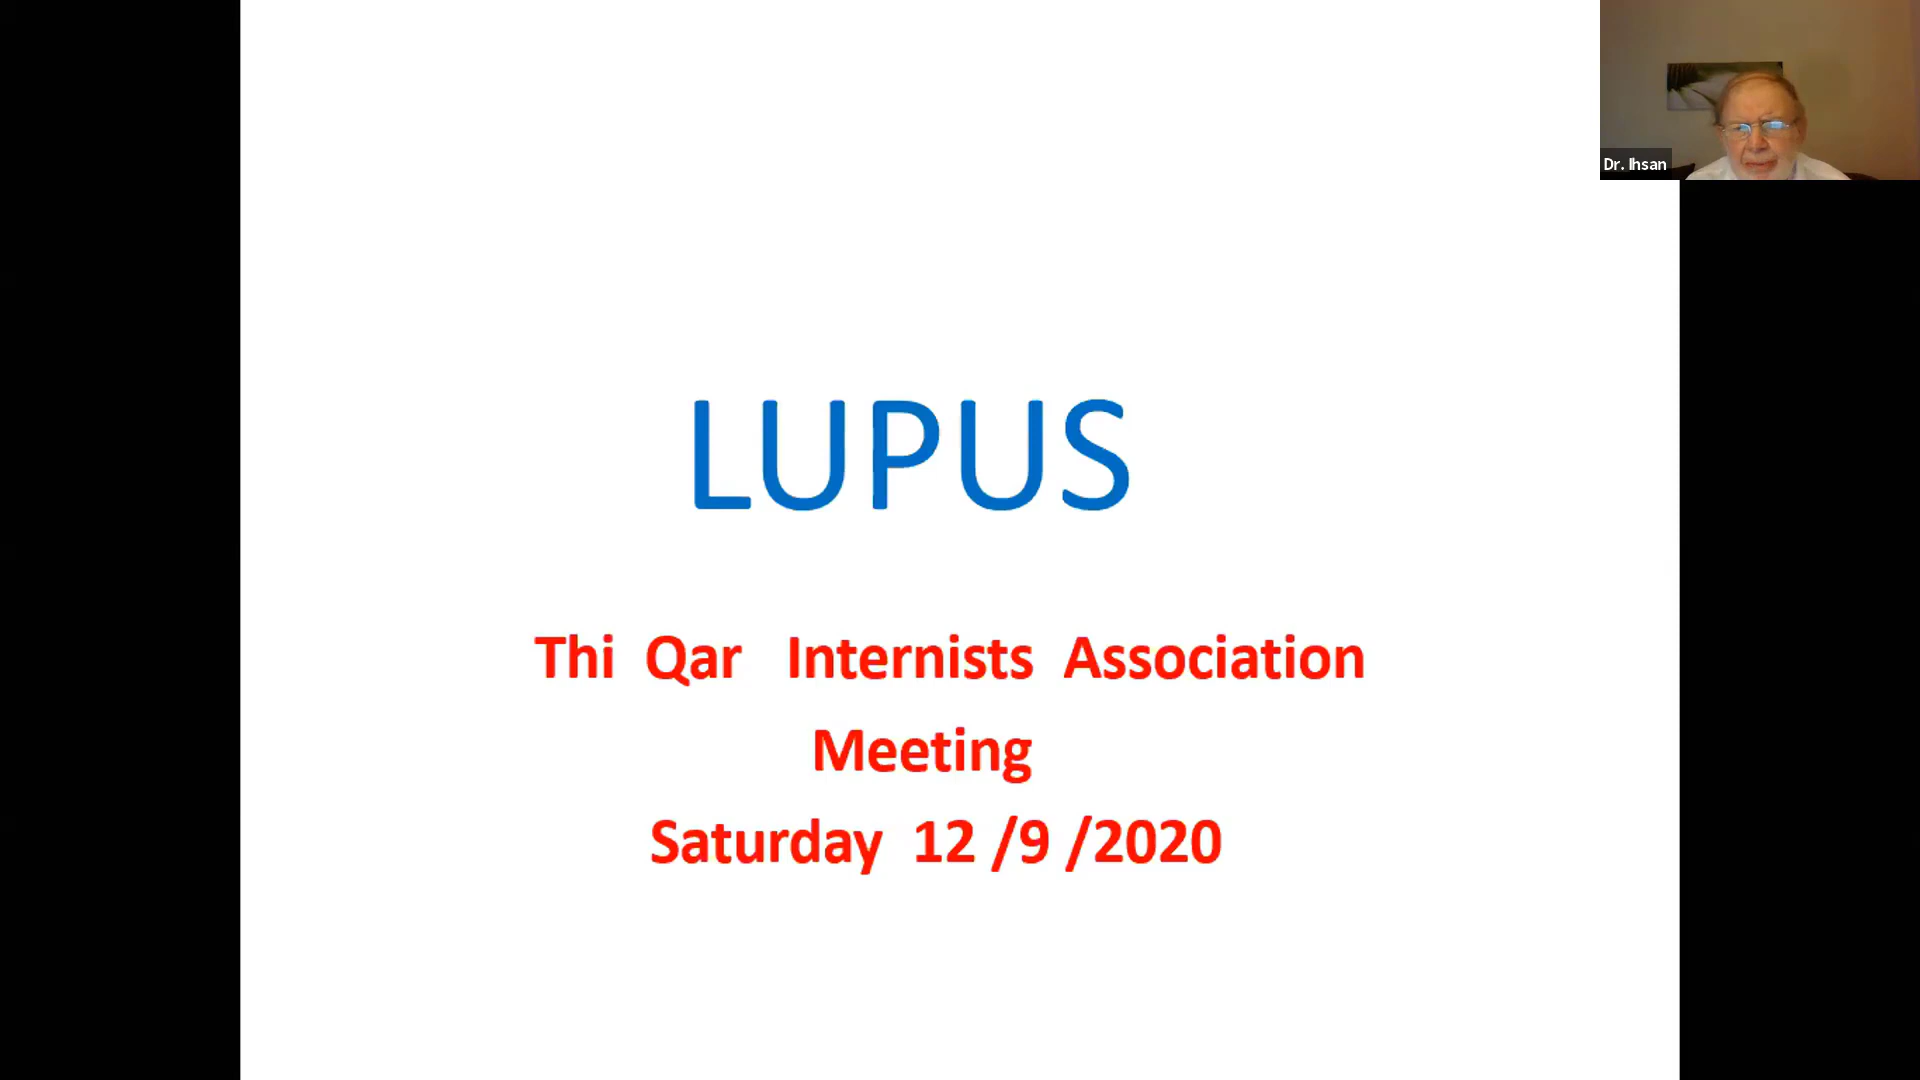 LUPUS
Thi Qar Internists Association
Meeting
Saturday 12 /9 /2020
Dr. Ihsan